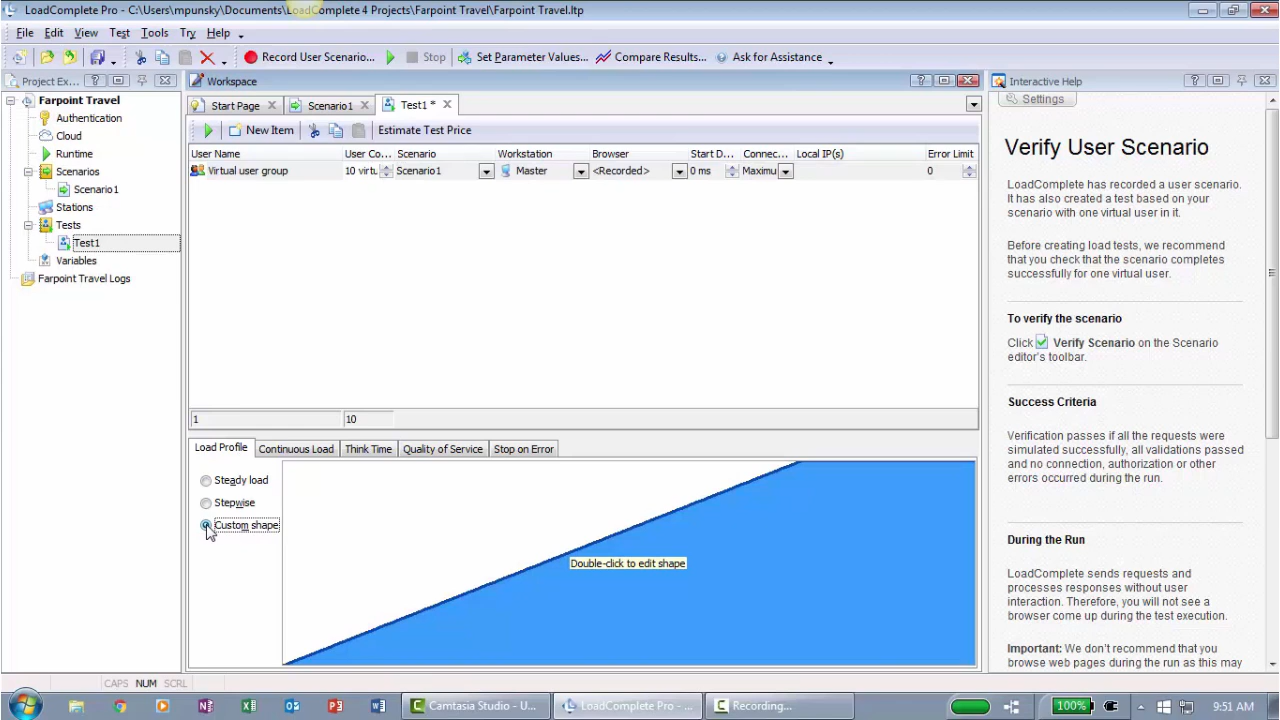 LoadComplete Pro - C:\Users\mpunsky\Documents\LoadComplete 4 Projects\Farpoint Travel\Farpoint Travel.ltp
File Edit View Test Tools Try Help
Record User Scenario... Stop Set Parameter Values... Compare Results... Ask for Assistance
Project Ex...
Farpoint Travel
Authentication
Cloud
Runtime
Scenarios
Scenario1
Stations
Tests
Test1
Variables
Farpoint Travel Logs
Workspace
Start Page Scenario1 Test1 *
New Item Estimate Test Price
User Name User Co... Scenario Workstation Browser Start D... Connec... Local IP(s) Error Limit
Virtual user group 10 virtu Scenario1 Master <Recorded> 0 ms Maximu 0
1 10
Load Profile Continuous Load Think Time Quality of Service Stop on Error
Steady load
Stepwise
Custom shape
Double-click to edit shape
Interactive Help
Settings
Verify User Scenario
LoadComplete has recorded a user scenario.
It has also created a test based on your
scenario with one virtual user in it.
Before creating load tests, we recommend
that you check that the scenario completes
successfully for one virtual user.
To verify the scenario
Click Verify Scenario on the Scenario
editor's toolbar.
Success Criteria
Verification passes if all the requests were
simulated successfully, all validations passed
and no connection, authorization or other
errors occurred during the run.
During the Run
LoadComplete sends requests and
processes responses without user
interaction. Therefore, you will not see a
browser come up during the test execution.
Important: We don't recommend that you
browse web pages during the run as this may
CAPS NUM SCRL
Camtasia Studio - U... LoadComplete Pro - ... Recording... 100% 9:51 AM